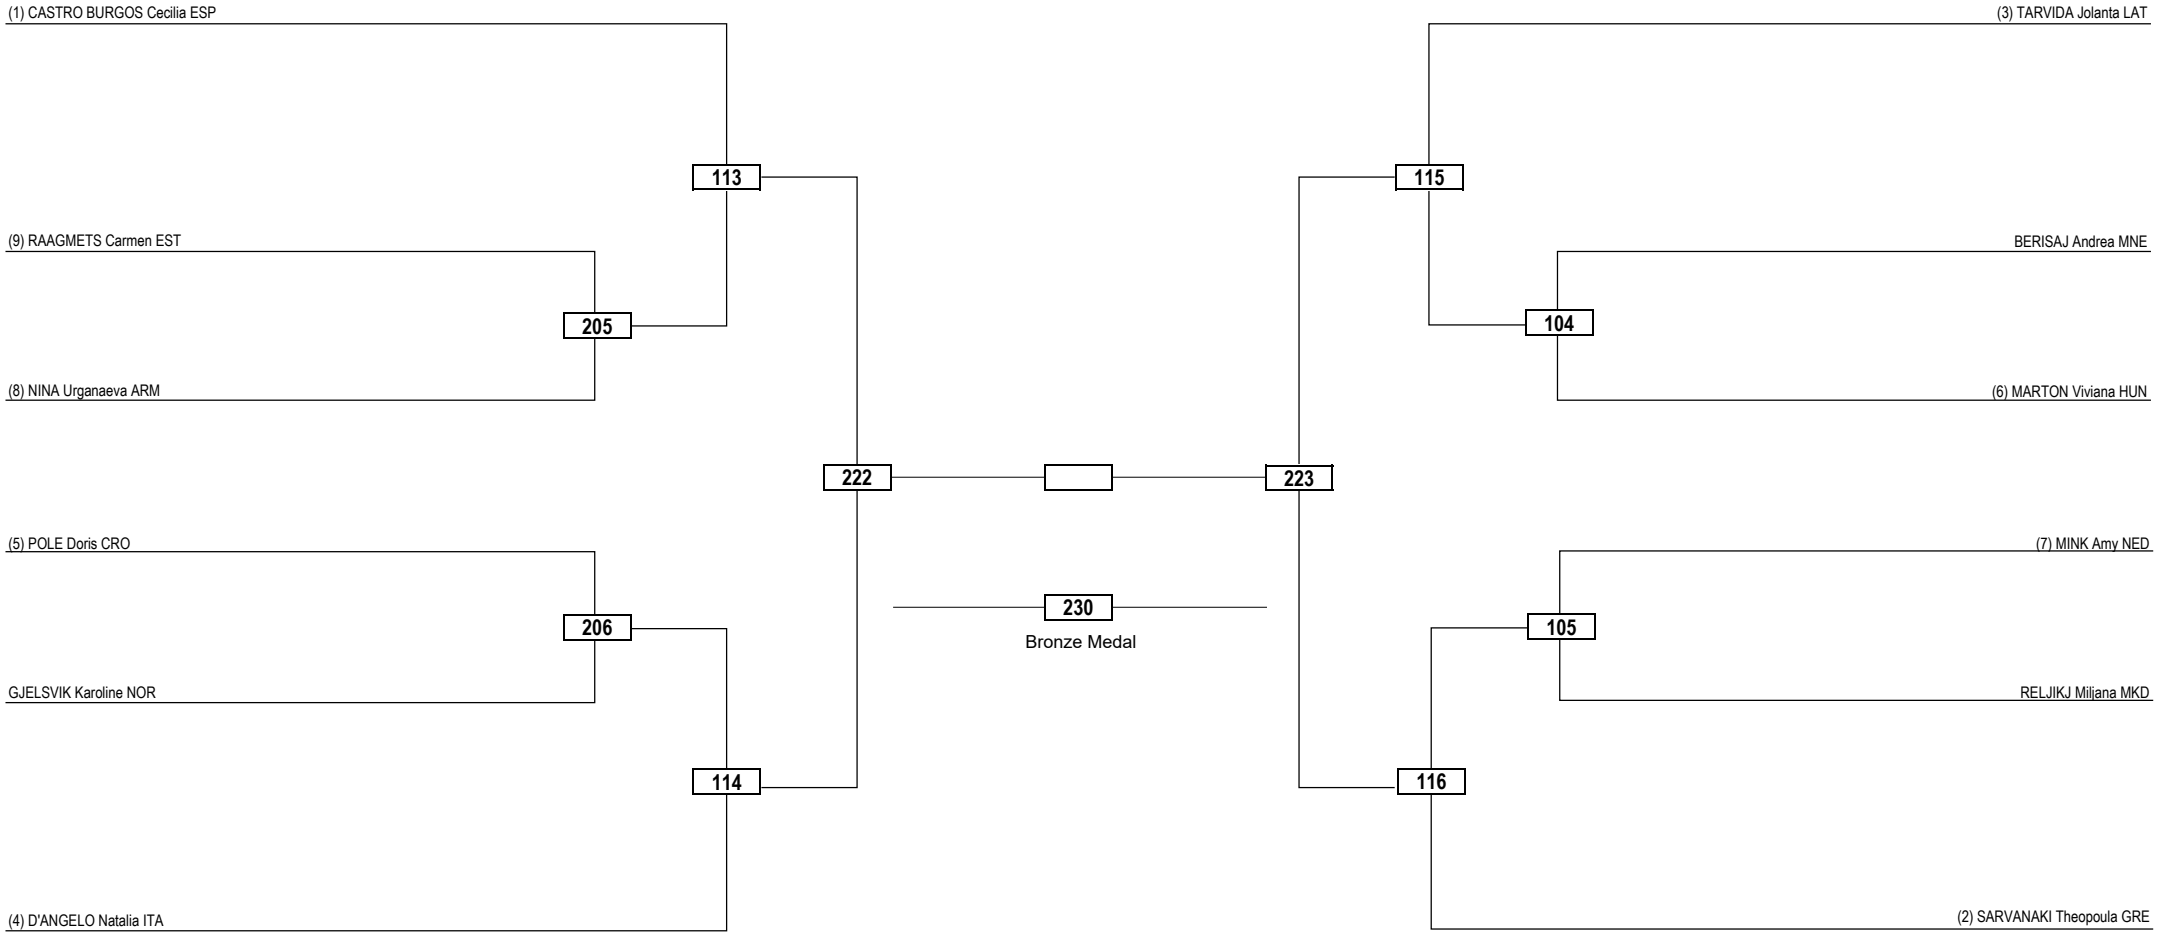 (1) CASTRO BURGOS Cecilia ESP
(3) TARVIDA Jolanta LAT
113
115
(9) RAAGMETS Carmen EST
BERISAJ Andrea MNE
205
104
(8) NINA Urganaeva ARM
(6) MARTON Viviana HUN
222
223
(5) POLE Doris CRO
(7) MINK Amy NED
230
Bronze Medal
206
105
GJELSVIK Karoline NOR
RELJIKJ Miljana MKD
114
116
(4) D'ANGELO Natalia ITA
(2) SARVANAKI Theopoula GRE